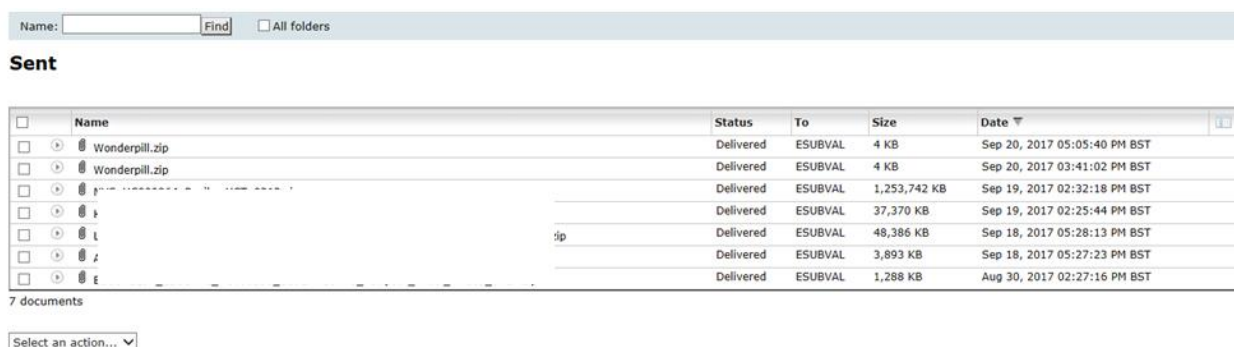 Name: Find All folders
Sent
Name Status To Size Date
Wonderpill.zip Delivered ESUBVAL 4 KB Sep 20, 2017 05:05:40 PM BST
Wonderpill.zip Delivered ESUBVAL 4 KB Sep 20, 2017 03:41:02 PM BST
Delivered ESUBVAL 1,253,742 KB Sep 19, 2017 02:32:18 PM BST
Delivered ESUBVAL 37,370 KB Sep 19, 2017 02:25:44 PM BST
zip Delivered ESUBVAL 48,386 KB Sep 18, 2017 05:28:13 PM BST
Delivered ESUBVAL 3,893 KB Sep 18, 2017 05:27:23 PM BST
Delivered ESUBVAL 1,288 KB Aug 30, 2017 02:27:16 PM BST
7 documents
Select an action...